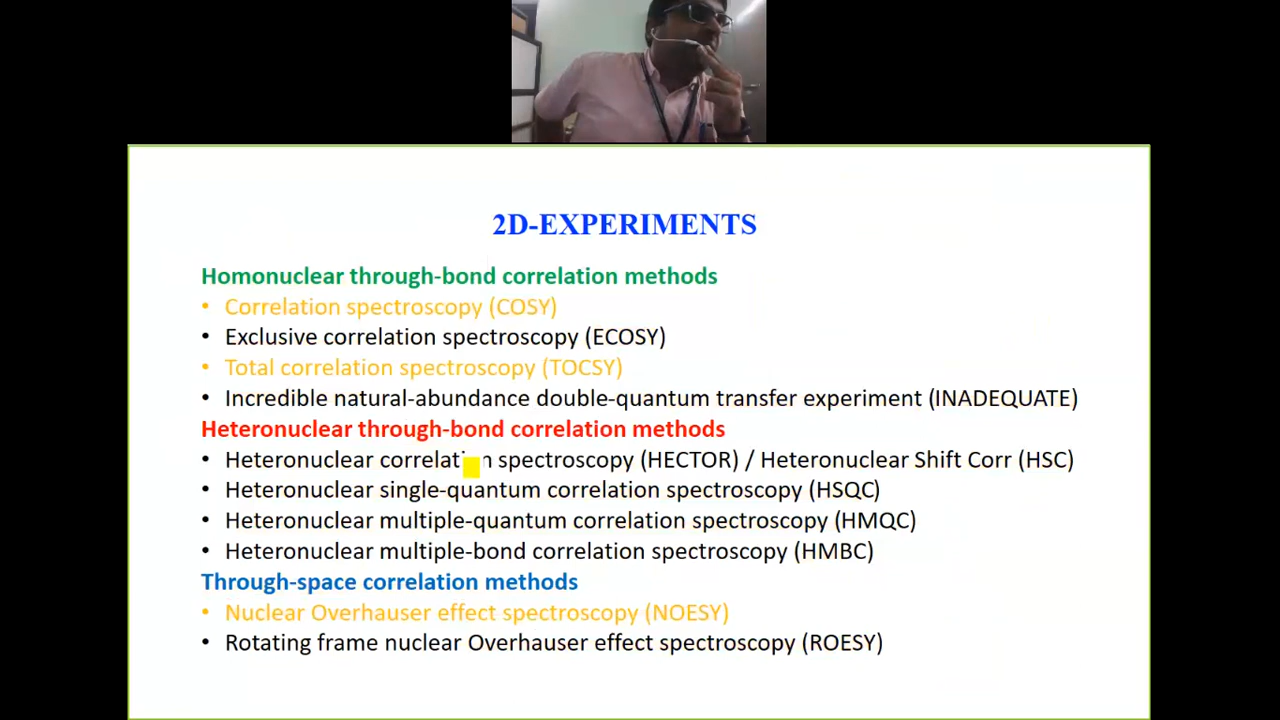 2D-EXPERIMENTS
Homonuclear through-bond correlation methods
• Correlation spectroscopy (COSY)
• Exclusive correlation spectroscopy (ECOSY)
• Total correlation spectroscopy (TOCSY)
• Incredible natural-abundance double-quantum transfer experiment (INADEQUATE)
Heteronuclear through-bond correlation methods
• Heteronuclear correlation spectroscopy (HECTOR) / Heteronuclear Shift Corr (HSC)
• Heteronuclear single-quantum correlation spectroscopy (HSQC)
• Heteronuclear multiple-quantum correlation spectroscopy (HMQC)
• Heteronuclear multiple-bond correlation spectroscopy (HMBC)
Through-space correlation methods
• Nuclear Overhauser effect spectroscopy (NOESY)
• Rotating frame nuclear Overhauser effect spectroscopy (ROESY)